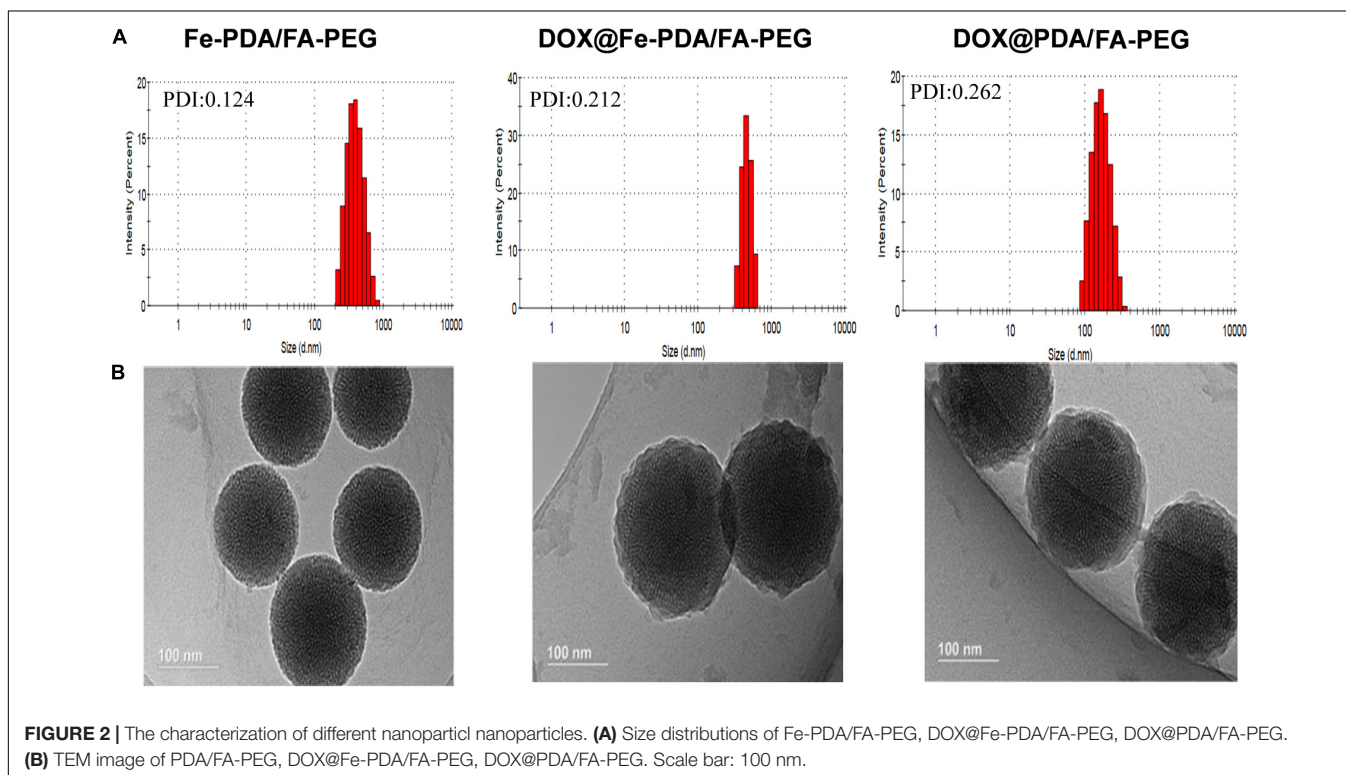 A
Fe-PDA/FA-PEG
DOX@Fe-PDA/FA-PEG
DOX@PDA/FA-PEG
PDI:0.124
Intensity (Percent)
20
15
10
5
0
1 10 100 1000 10000
Size (d.nm)
PDI:0.212
Intensity (Percent)
40
30
20
10
0
1 10 100 1000 10000
Size (d.nm)
PDI:0.262
Intensity (Percent)
20
15
10
5
0
1 10 100 1000 10000
Size (d.nm)
B
100 nm
100 nm
100 nm
FIGURE 2 | The characterization of different nanoparticl nanoparticles. (A) Size distributions of Fe-PDA/FA-PEG, DOX@Fe-PDA/FA-PEG, DOX@PDA/FA-PEG.
(B) TEM image of PDA/FA-PEG, DOX@Fe-PDA/FA-PEG, DOX@PDA/FA-PEG. Scale bar: 100 nm.